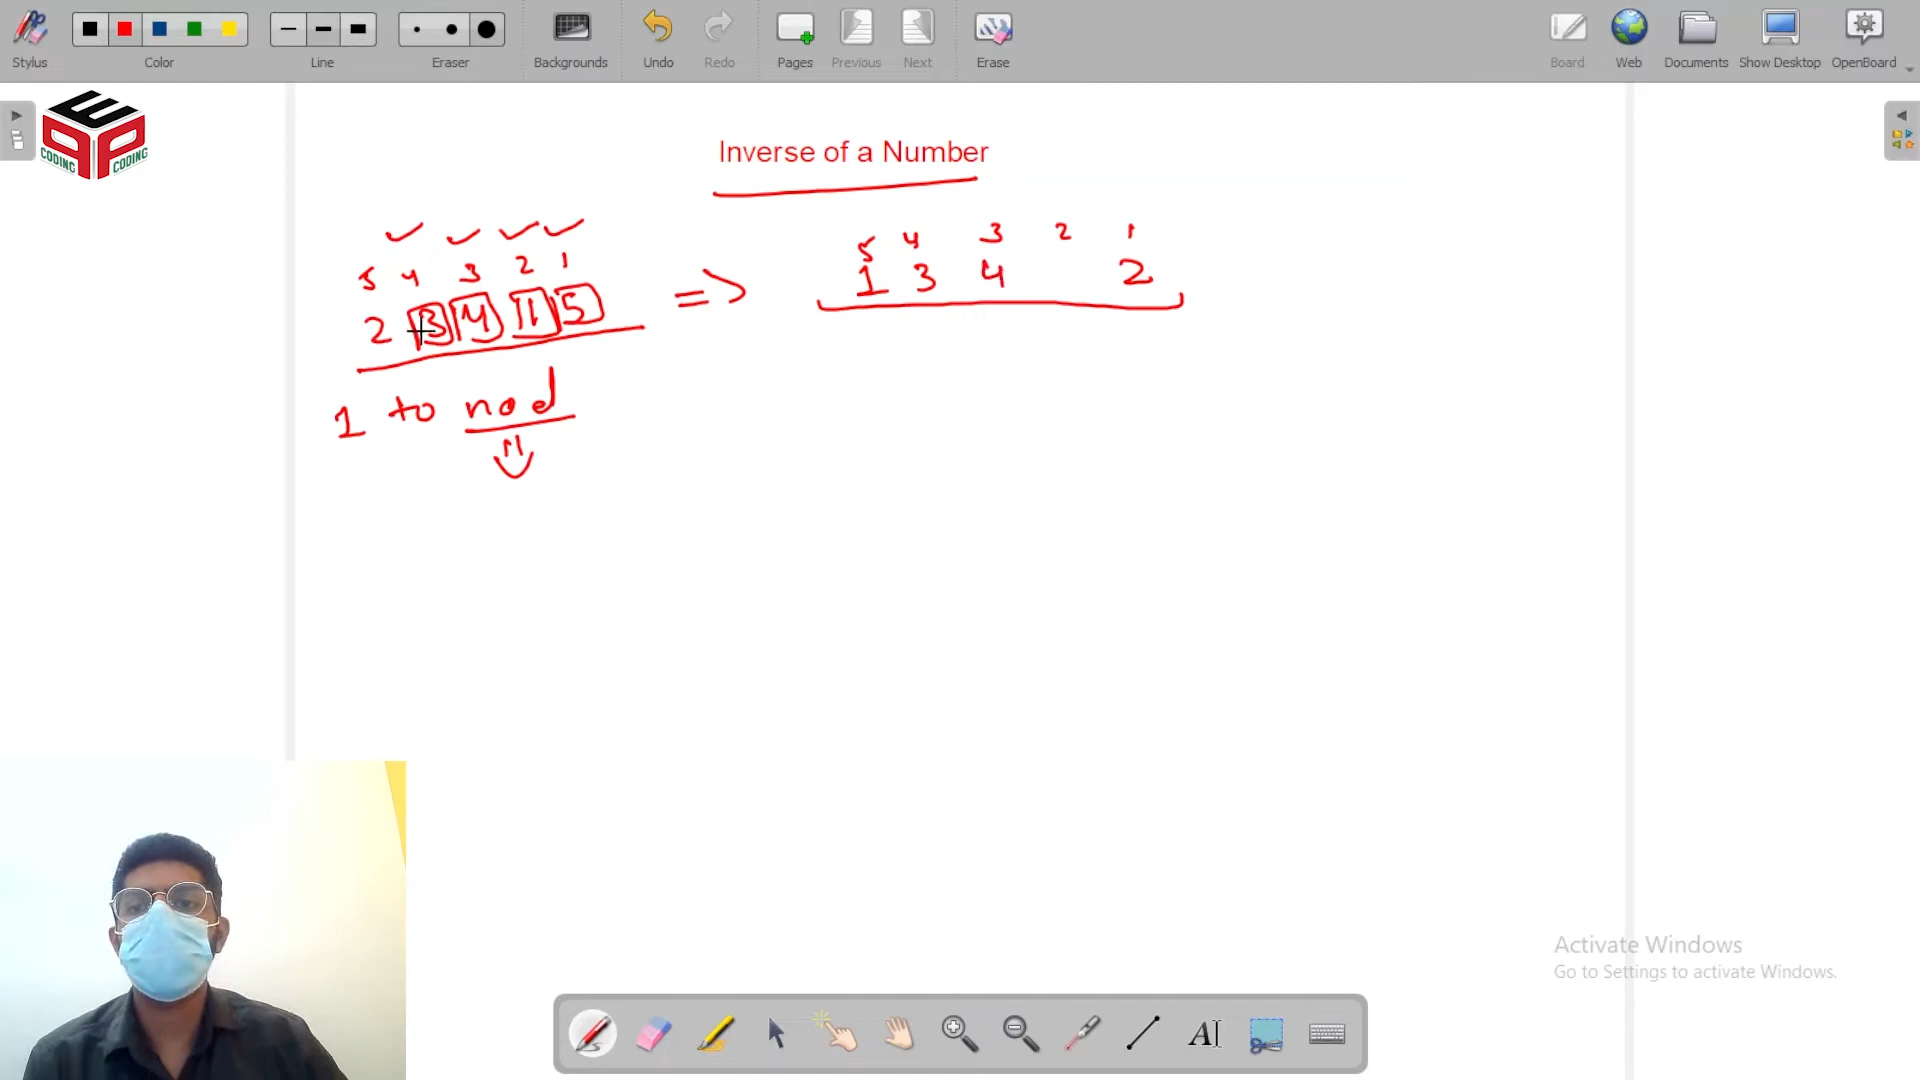 Stylus Color Line Eraser Backgrounds Undo Redo Pages Previous Next Erase Board Web Documents Show Desktop OpenBoard
PEP
CODING CODING
Inverse of a Number
5 4 3 2 1
2 3 4 1 5
=>
5 4 3 2 1
1 3 4 2
1 to nod
Activate Windows
Go to Settings to activate Windows.